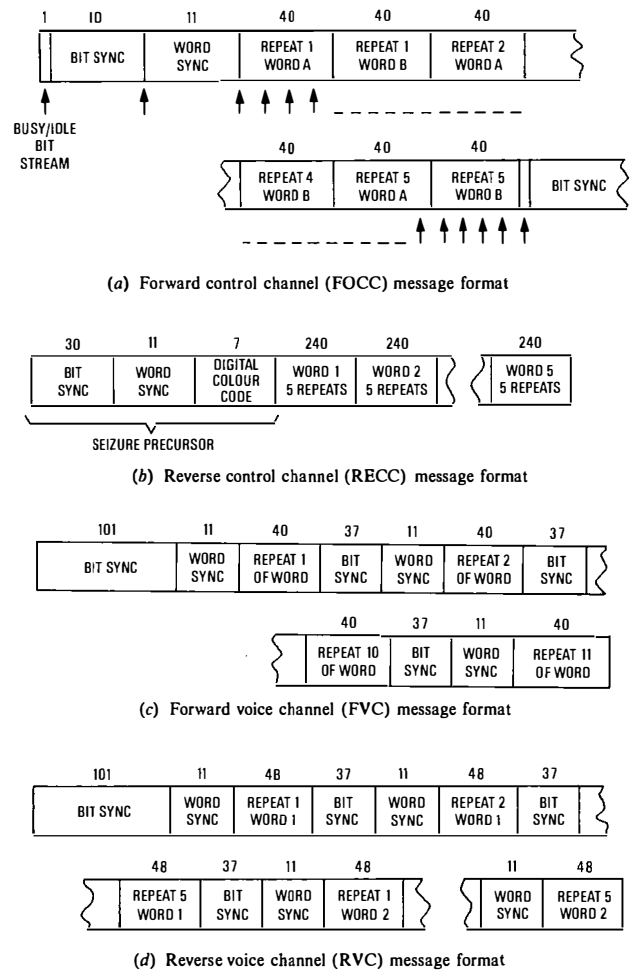 1 10 11 40 40 40
BIT SYNC WORD SYNC REPEAT 1 WORD A REPEAT 1 WORD B REPEAT 2 WORD A
BUSY/IDLE
BIT
STREAM
40 40 40
REPEAT 4 WORD B REPEAT 5 WORD A REPEAT 5 WDRO B BIT SYNC
(a) Forward control channel (FOCC) message format
30 11 7 240 240 240
BIT SYNC WORD SYNC DIGITAL COLOUR CODE WORD 1 5 REPEATS WORD 2 5 REPEATS WORD 5 5 REPEATS
SEIZURE PRECURSOR
(b) Reverse control channel (RECC) message format
101 11 40 37 11 40 37
BIT SYNC WORD SYNC REPEAT 1 OF WORD BIT SYNC WORD SYNC REPEAT 2 OF WORD BIT SYNC
40 37 11 40
REPEAT 10 OF WORD BIT SYNC WORD SYNC REPEAT 11 OF WORD
(c) Forward voice channel (FVC) message format
101 11 48 37 11 48 37
BIT SYNC WORD SYNC REPEAT 1 WORD 1 BIT SYNC WORD SYNC REPEAT 2 WORD 1 BIT SYNC
48 37 11 48 11 48
REPEAT 5 WORD 1 BIT SYNC WORD SYNC REPEAT 1 WORD 2 WORD SYNC REPEAT 5 WORD 2
(d) Reverse voice channel (RVC) message format